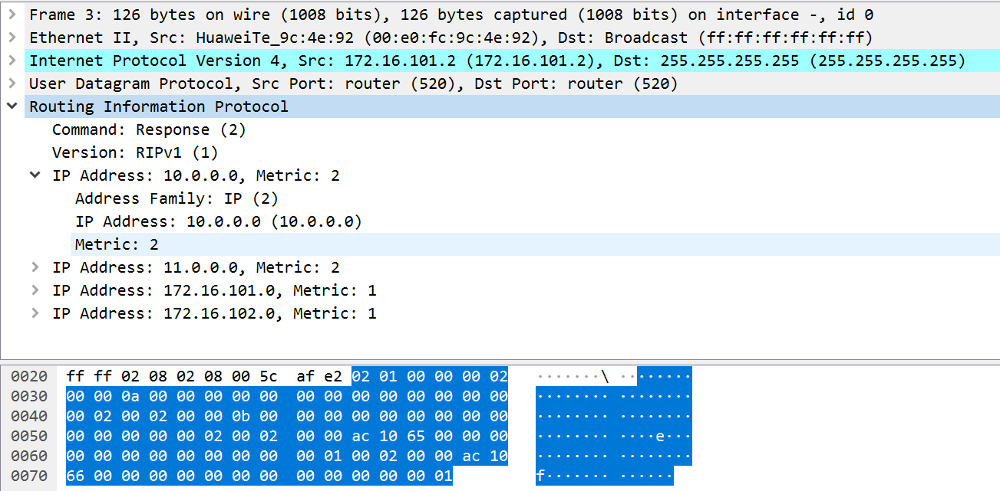 Frame 3: 126 bytes on wire (1008 bits), 126 bytes captured (1008 bits) on interface -, id 0
Ethernet II, Src: HuaweiTe_9c:4e:92 (00:e0:fc:9c:4e:92), Dst: Broadcast (ff:ff:ff:ff:ff:ff)
Internet Protocol Version 4, Src: 172.16.101.2 (172.16.101.2), Dst: 255.255.255.255 (255.255.255.255)
User Datagram Protocol, Src Port: router (520), Dst Port: router (520)
Routing Information Protocol
Command: Response (2)
Version: RIPv1 (1)
IP Address: 10.0.0.0, Metric: 2
Address Family: IP (2)
IP Address: 10.0.0.0 (10.0.0.0)
Metric: 2
IP Address: 11.0.0.0, Metric: 2
IP Address: 172.16.101.0, Metric: 1
IP Address: 172.16.102.0, Metric: 1
0020 ff ff 02 08 02 08 00 5c af e2 02 01 00 00 00 02 ·······\ ········
0030 00 00 0a 00 00 00 00 00 00 00 00 00 00 00 00 00 ········ ········
0040 00 02 00 02 00 00 0b 00 00 00 00 00 00 00 00 00 ········ ········
0050 00 00 00 00 00 02 00 02 00 00 ac 10 65 00 00 00 ········ ····e···
0060 00 00 00 00 00 00 00 00 00 01 00 02 00 00 ac 10 ········ ········
0070 66 00 00 00 00 00 00 00 00 00 00 00 00 01 f······· ······